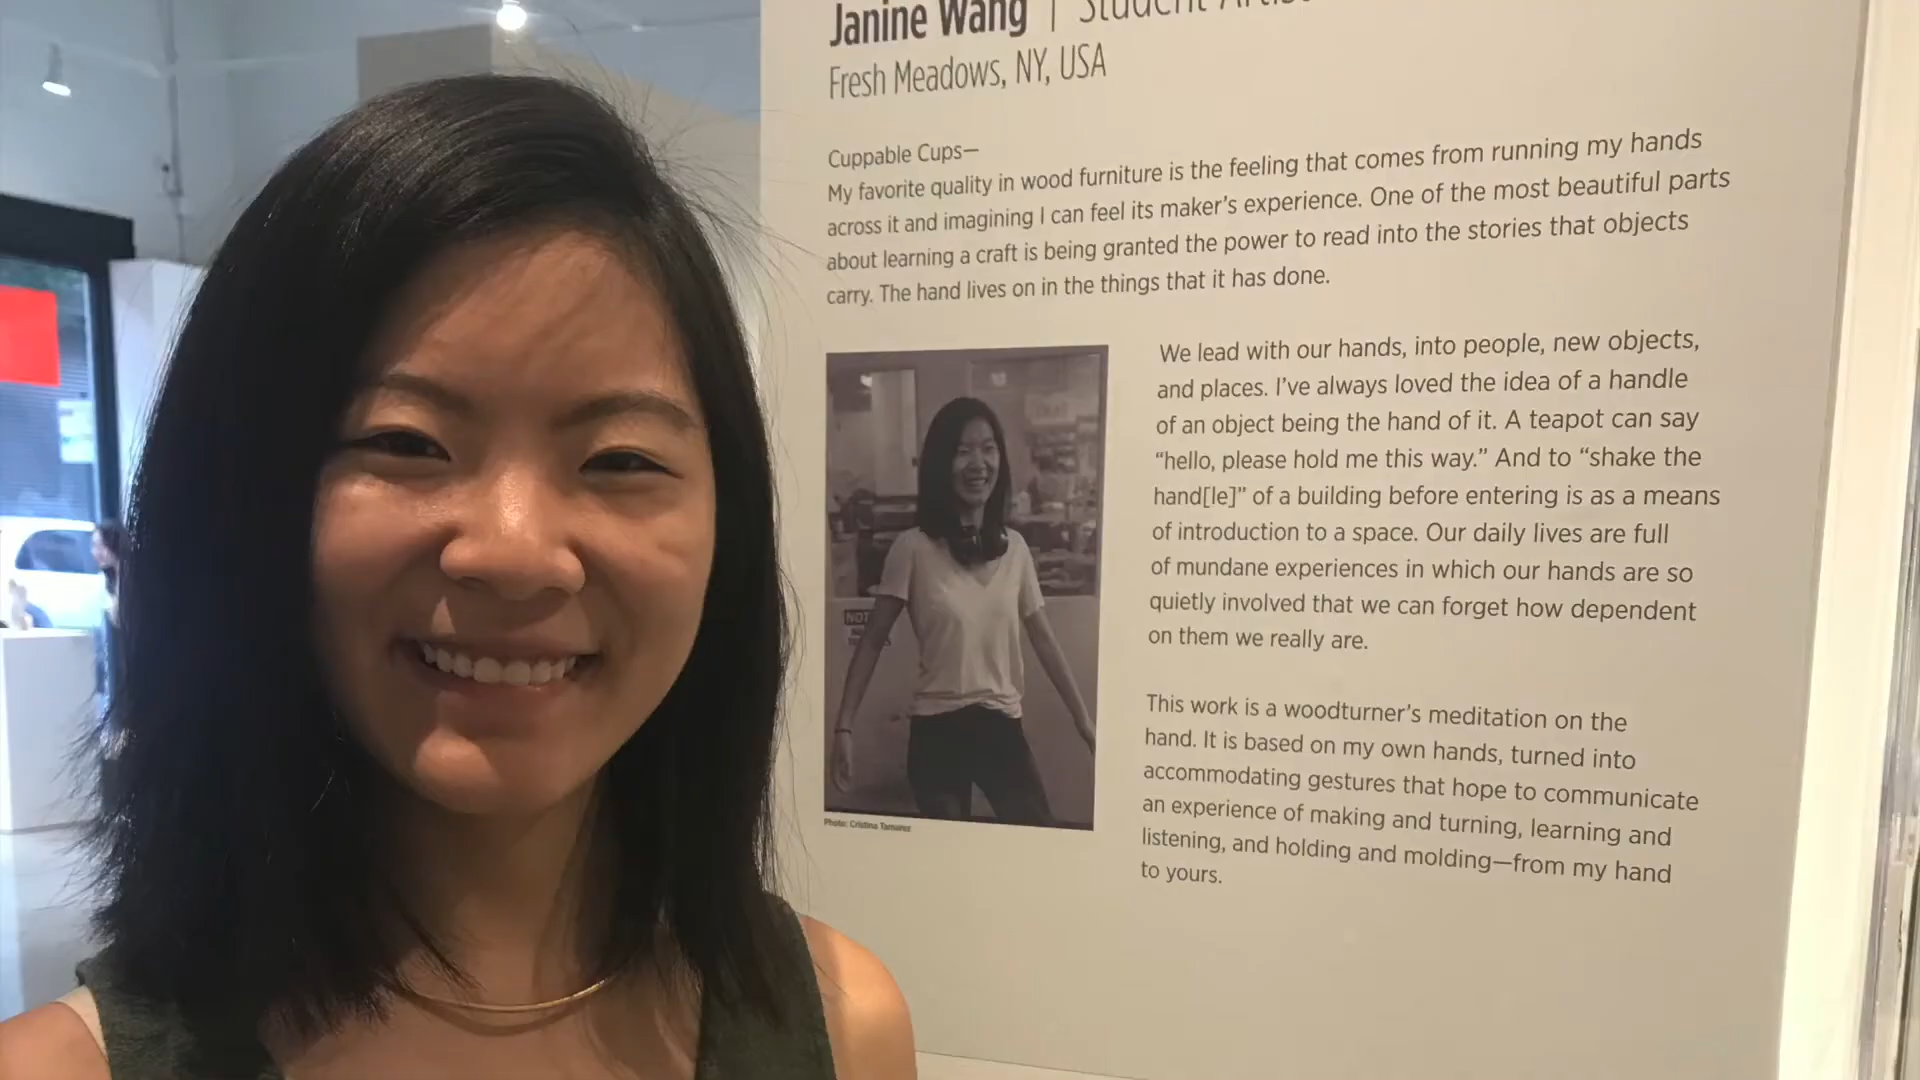 Janine Wang | Student Artist
Fresh Meadows, NY, USA
Cuppable Cups—
My favorite quality in wood furniture is the feeling that comes from running my hands
across it and imagining I can feel its maker’s experience. One of the most beautiful parts
about learning a craft is being granted the power to read into the stories that objects
carry. The hand lives on in the things that it has done.
We lead with our hands, into people, new objects,
and places. I’ve always loved the idea of a handle
of an object being the hand of it. A teapot can say
“hello, please hold me this way.” And to “shake the
hand[le]” of a building before entering is as a means
of introduction to a space. Our daily lives are full
of mundane experiences in which our hands are so
quietly involved that we can forget how dependent
on them we really are.
This work is a woodturner’s meditation on the
hand. It is based on my own hands, turned into
accommodating gestures that hope to communicate
an experience of making and turning, learning and
listening, and holding and molding—from my hand
to yours.
NOT
Photo: Cristina Tamarez